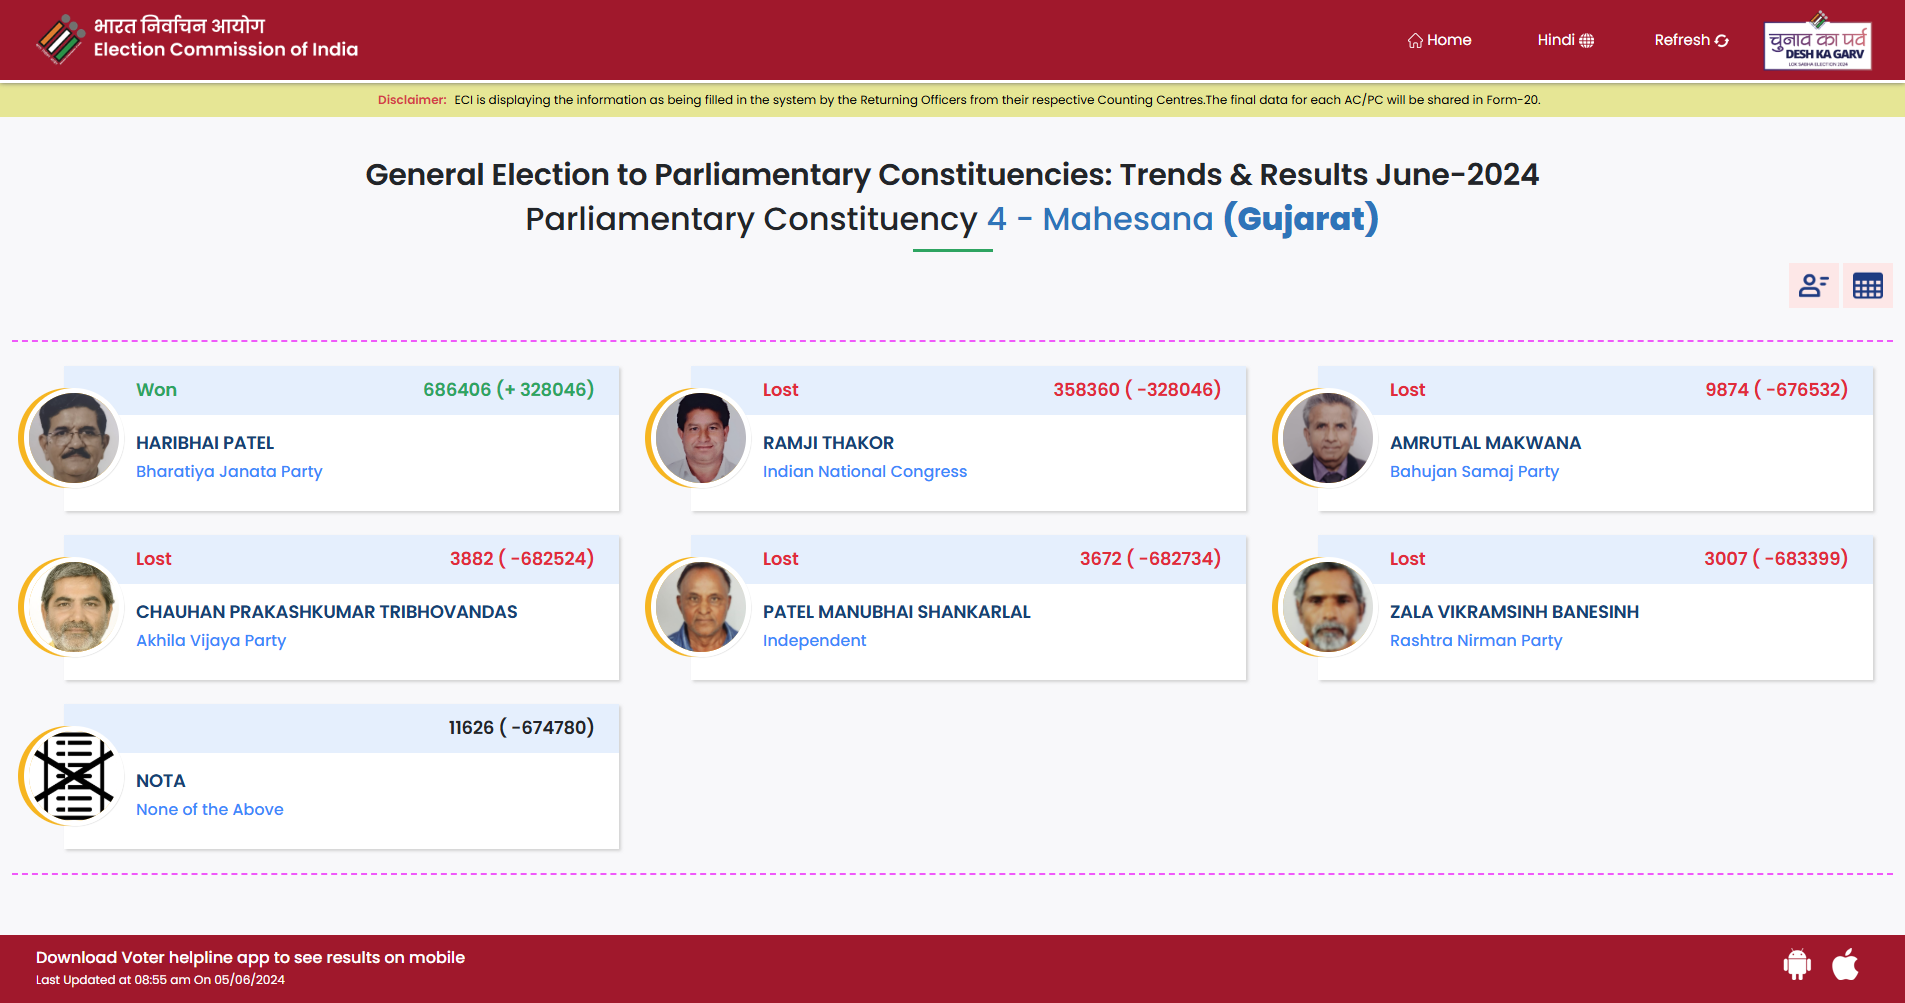 भारत निर्वाचन आयोग
Election Commission of India
Home
Hindi
Refresh
चुनाव का पर्व
DESH KA GARV
LOK SABHA ELECTION 2024
Disclaimer: ECI is displaying the information as being filled in the system by the Returning Officers from their respective Counting Centres.The final data for each AC/PC will be shared in Form-20.
General Election to Parliamentary Constituencies: Trends & Results June-2024
Parliamentary Constituency 4 - Mahesana (Gujarat)
Won 686406 (+ 328046)
HARIBHAI PATEL
Bharatiya Janata Party
Lost 358360 ( -328046)
RAMJI THAKOR
Indian National Congress
Lost 9874 ( -676532)
AMRUTLAL MAKWANA
Bahujan Samaj Party
Lost 3882 ( -682524)
CHAUHAN PRAKASHKUMAR TRIBHOVANDAS
Akhila Vijaya Party
Lost 3672 ( -682734)
PATEL MANUBHAI SHANKARLAL
Independent
Lost 3007 ( -683399)
ZALA VIKRAMSINH BANESINH
Rashtra Nirman Party
11626 ( -674780)
NOTA
None of the Above
Download Voter helpline app to see results on mobile
Last Updated at 08:55 am On 05/06/2024